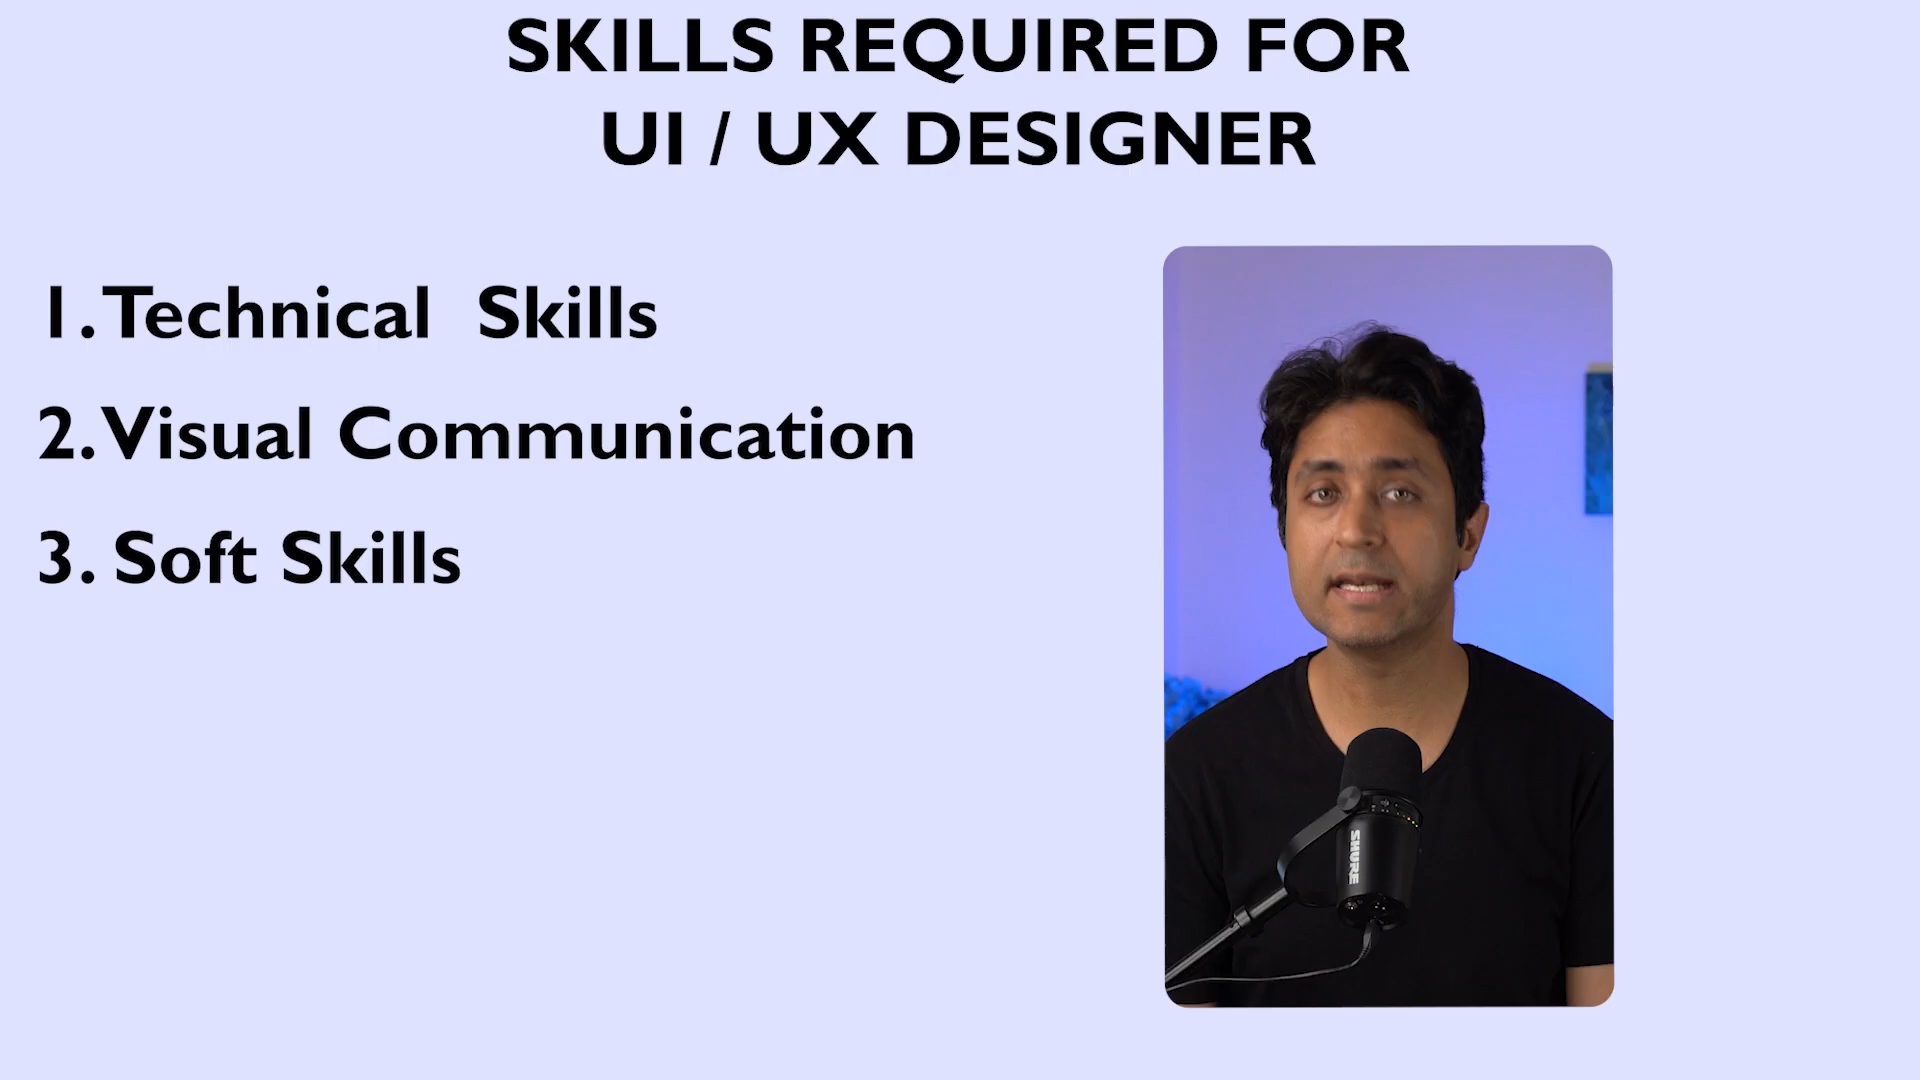 SKILLS REQUIRED FOR
UI / UX DESIGNER
1. Technical Skills
2. Visual Communication
3. Soft Skills
SHURE